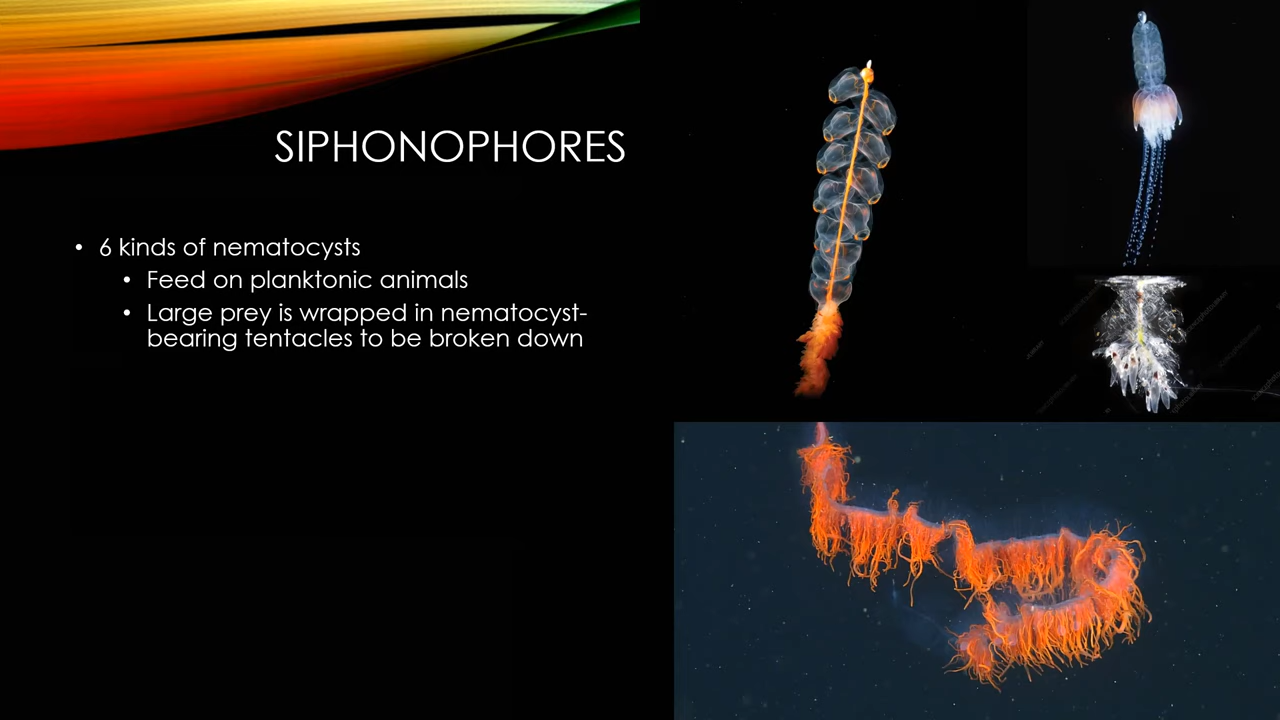 SIPHONOPHORES
• 6 kinds of nematocysts
• Feed on planktonic animals
• Large prey is wrapped in nematocyst-
bearing tentacles to be broken down